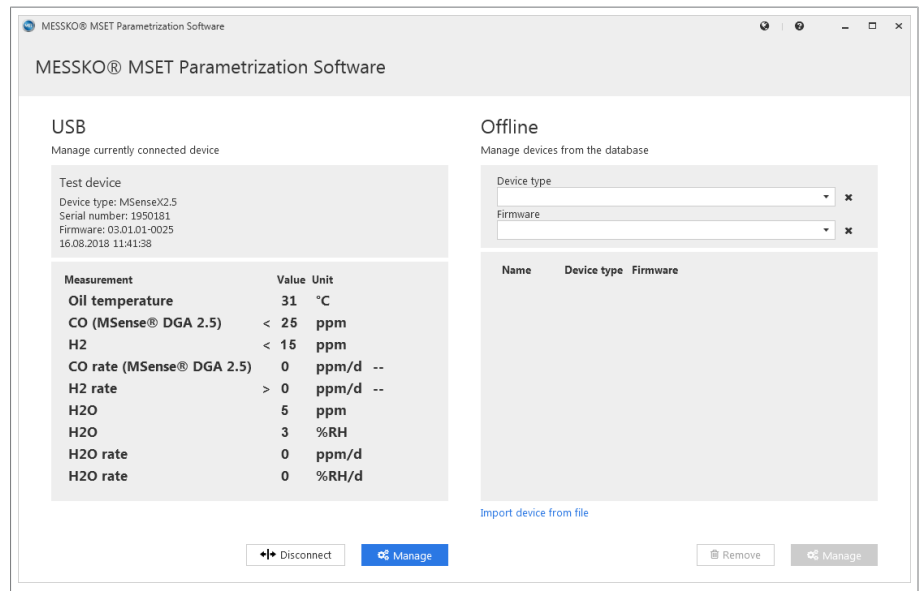 MESSKO® MSET Parametrization Software
MESSKO® MSET Parametrization Software
USB
Manage currently connected device
Test device
Device type: MSenseX2.5
Serial number: 1950181
Firmware: 03.01.01-0025
16.08.2018 11:41:38
Measurement Value Unit
Oil temperature 31 °C
CO (MSense® DGA 2.5) < 25 ppm
H2 < 15 ppm
CO rate (MSense® DGA 2.5) 0 ppm/d --
H2 rate > 0 ppm/d --
H2O 5 ppm
H2O 3 %RH
H2O rate 0 ppm/d
H2O rate 0 %RH/d
Disconnect Manage
Offline
Manage devices from the database
Device type
Firmware
Name Device type Firmware
Import device from file
Remove Manage